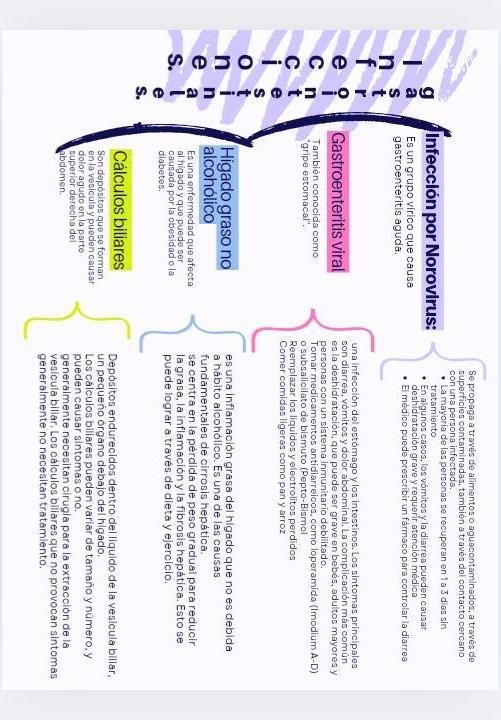 Infecciones
gastrointestinales.
Infección por Norovirus:
Es un grupo vírico que causa
gastroenteritis aguda.
Se propaga a través de alimentos o aguacontaminados, a través de
superficies contaminadas, también a través del contacto cercano
con una persona infectada.
• La mayoría de las personas se recuperan en 1 a 3 días sin
tratamiento
• En algunos casos, los vómitos y la diarrea pueden causar
deshidratación grave y requerir atención médica
• El médico puede prescribir un fármaco para controlar la diarrea
Gastroenteritis viral
También conocida como
"gripe estomacal".
una infección del estómago y los intestinos. Los síntomas principales
son diarrea, vómitos y dolor abdominal. La complicación más común
es la deshidratación, que puede ser grave en bebés, adultos mayores y
personas con un sistema inmunitario debilitado.
Tomar medicamentos antidiarreicos, como loperamida (Imodium A-D)
o subsalicilato de bismuto (Pepto-Bismol)
Reemplazar los líquidos y electrolitos perdidos
Comer comidas ligeras como pan y arroz
Hígado graso no
alcohólico
Es una enfermedad que afecta
al hígado y que puede ser
causada por la obesidad o la
diabetes.
es una inflamación grasa del hígado que no es debida
a hábito alcohólico. Es una de las causas
fundamentales de cirrosis hepática.
se centra en la pérdida de peso gradual para reducir
la grasa, la inflamación y la fibrosis hepática. Esto se
puede lograr a través de dieta y ejercicio.
Cálculos biliares
Son depósitos que se forman
en la vesícula y pueden causar
dolor agudo en la parte
superior derecha del
abdomen.
Depósitos endurecidos dentro del líquido de la vesícula biliar,
un pequeño órgano debajo del hígado.
Los cálculos biliares pueden variar de tamaño y número, y
pueden causar síntomas o no.
generalmente necesitan cirugía para la extracción de la
vesícula biliar. Los cálculos biliares que no provocan síntomas
generalmente no necesitan tratamiento.